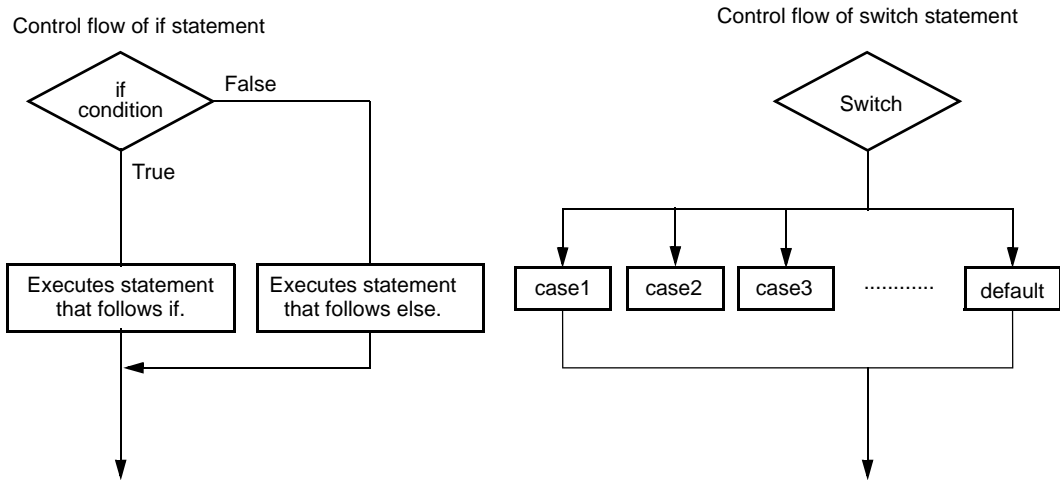 Control flow of if statement
if
condition
False
True
Executes statement
that follows if.
Executes statement
that follows else.
Control flow of switch statement
Switch
case1
case2
case3
............
default